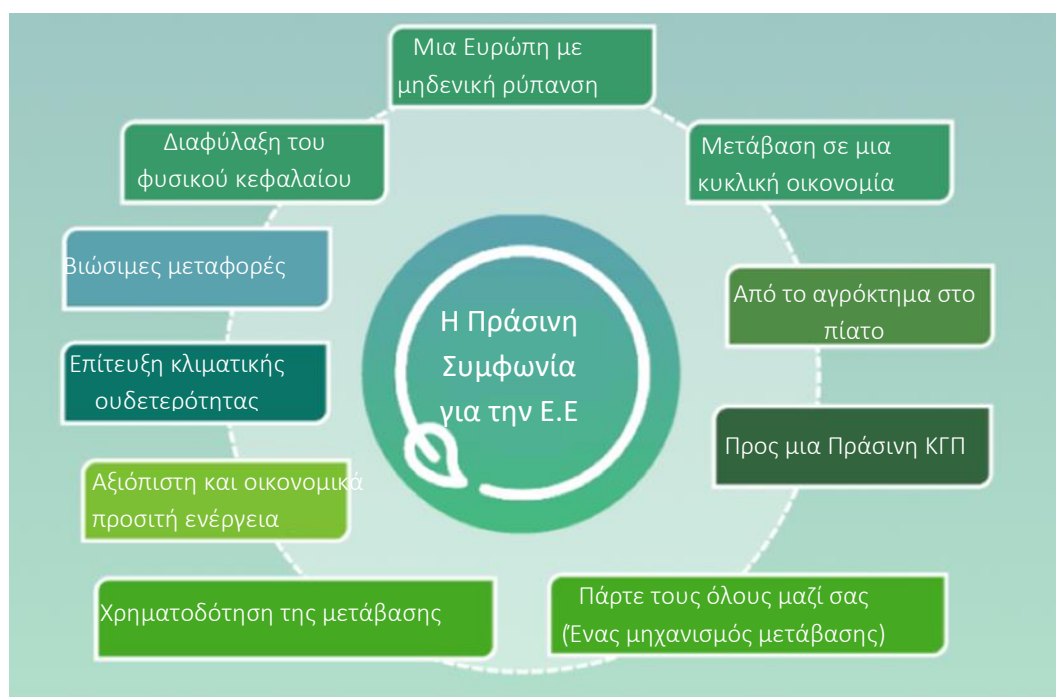 Μια Ευρώπη με
μηδενική ρύπανση
Διαφύλαξη του
φυσικού κεφαλαίου
Μετάβαση σε μια
κυκλική οικονομία
Βιώσιμες μεταφορές
Από το αγρόκτημα στο
πίατο
Η Πράσινη
Συμφωνία
για την Ε.Ε
Επίτευξη κλιματικής
ουδετερότητας
Προς μια Πράσινη ΚΓΠ
Αξιόπιστη και οικονομικά
προσιτή ενέργεια
Χρηματοδότηση της μετάβασης
Πάρτε τους όλους μαζί σας
(Ένας μηχανισμός μετάβασης)